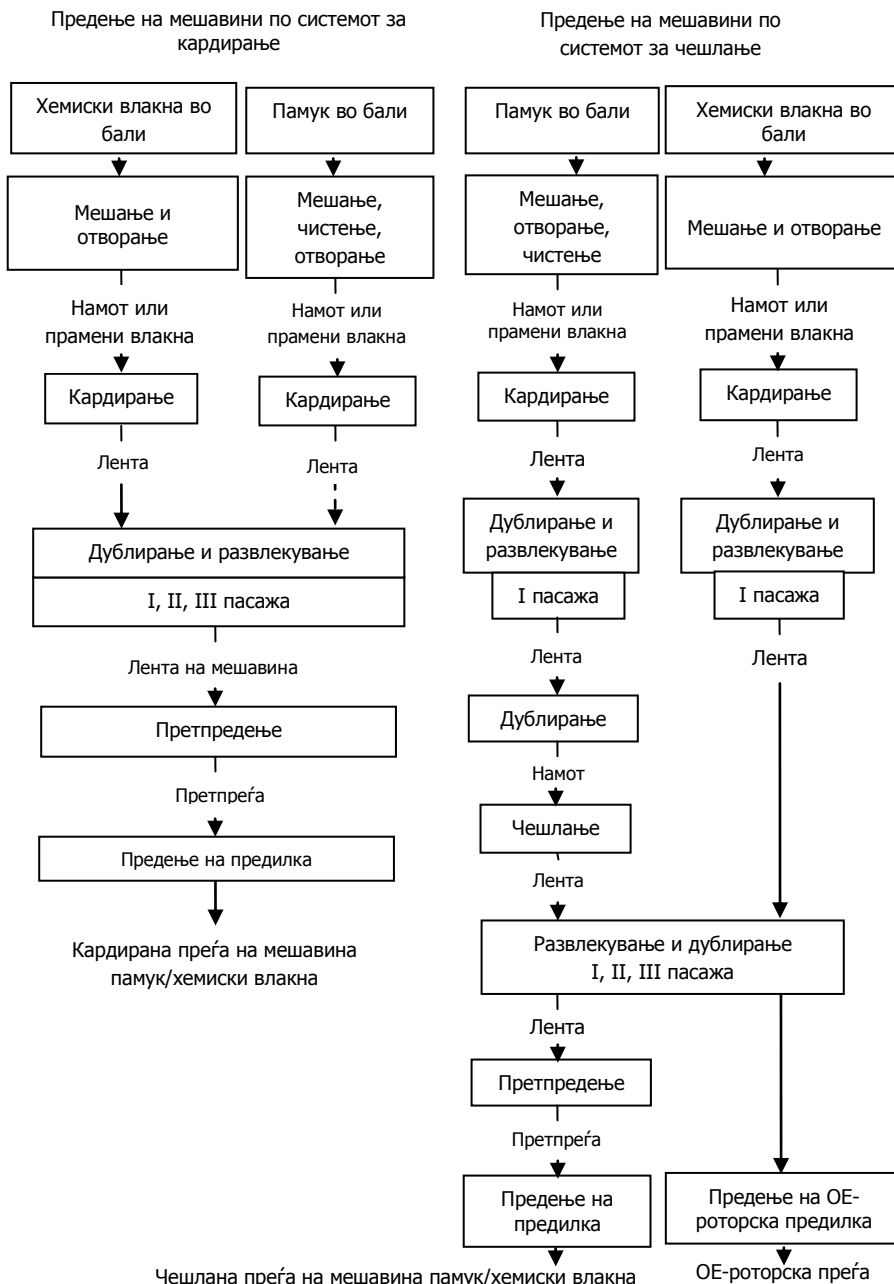 Предење на мешавини по системот за
кардирање
Предење на мешавини по
системот за чешлање
Хемиски влакна во
бали
Памук во бали
Памук во бали
Хемиски влакна во
бали
Мешање и
отворање
Мешање,
чистење,
отворање
Мешање,
отворање,
чистење
Мешање и отворање
Намот или
прамени влакна
Намот или
прамени влакна
Намот или
прамени влакна
Намот или
прамени влакна
Кардирање
Кардирање
Кардирање
Кардирање
Лента
Лента
Лента
Лента
Дублирање и развлекување
I, II, III пасажа
Дублирање и
развлекување
I пасажа
Дублирање и
развлекување
I пасажа
Лента на мешавина
Лента
Лента
Претпредење
Дублирање
Претпреѓа
Намот
Предење на предилка
Чешлање
Лента
Кардирана преѓа на мешавина
памук/хемиски влакна
Развлекување и дублирање
I, II, III пасажа
Лента
Претпредење
Претпреѓа
Предење на
предилка
Предење на ОЕ-
роторска предилка
Чешлана преѓа на мешавина памук/хемиски влакна
ОЕ-роторска преѓа